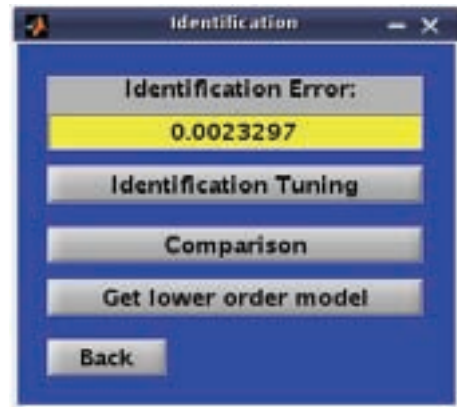 Identification
Identification Error:
0.0023297
Identification Tuning
Comparison
Get lower order model
Back